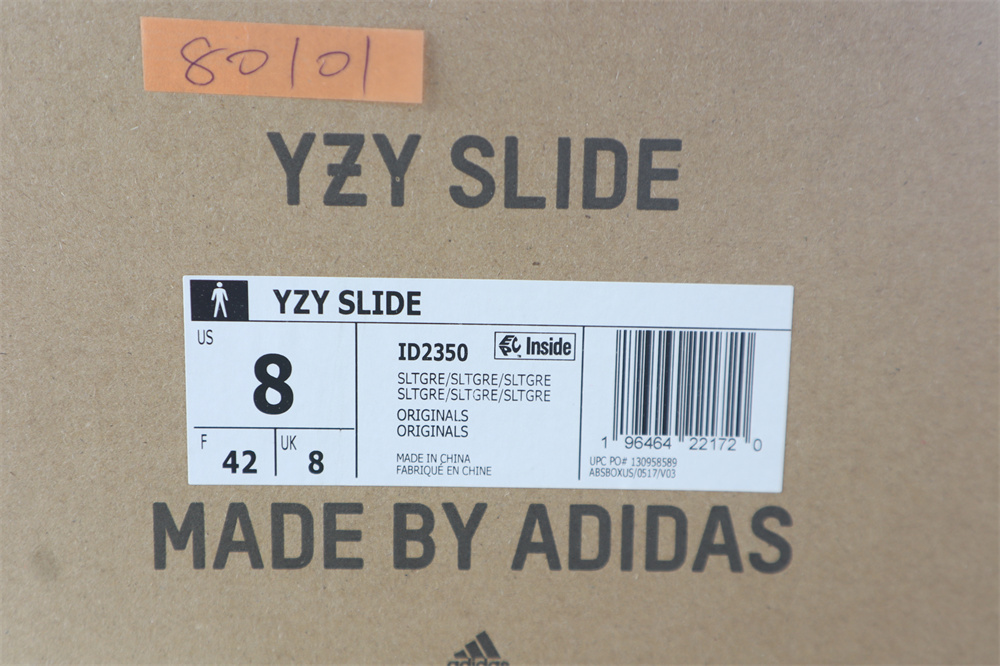 80101
YZY SLIDE
YZY SLIDE
US
8
F
42
UK
8
ID2350
Inside
SLTGRE/SLTGRE/SLTGRE
SLTGRE/SLTGRE/SLTGRE
ORIGINALS
ORIGINALS
MADE IN CHINA
FABRIQUÉ EN CHINE
1 96464 22172 0
UPC PO# 130958589
ABSBOXUS/0517/V03
MADE BY ADIDAS
adidas